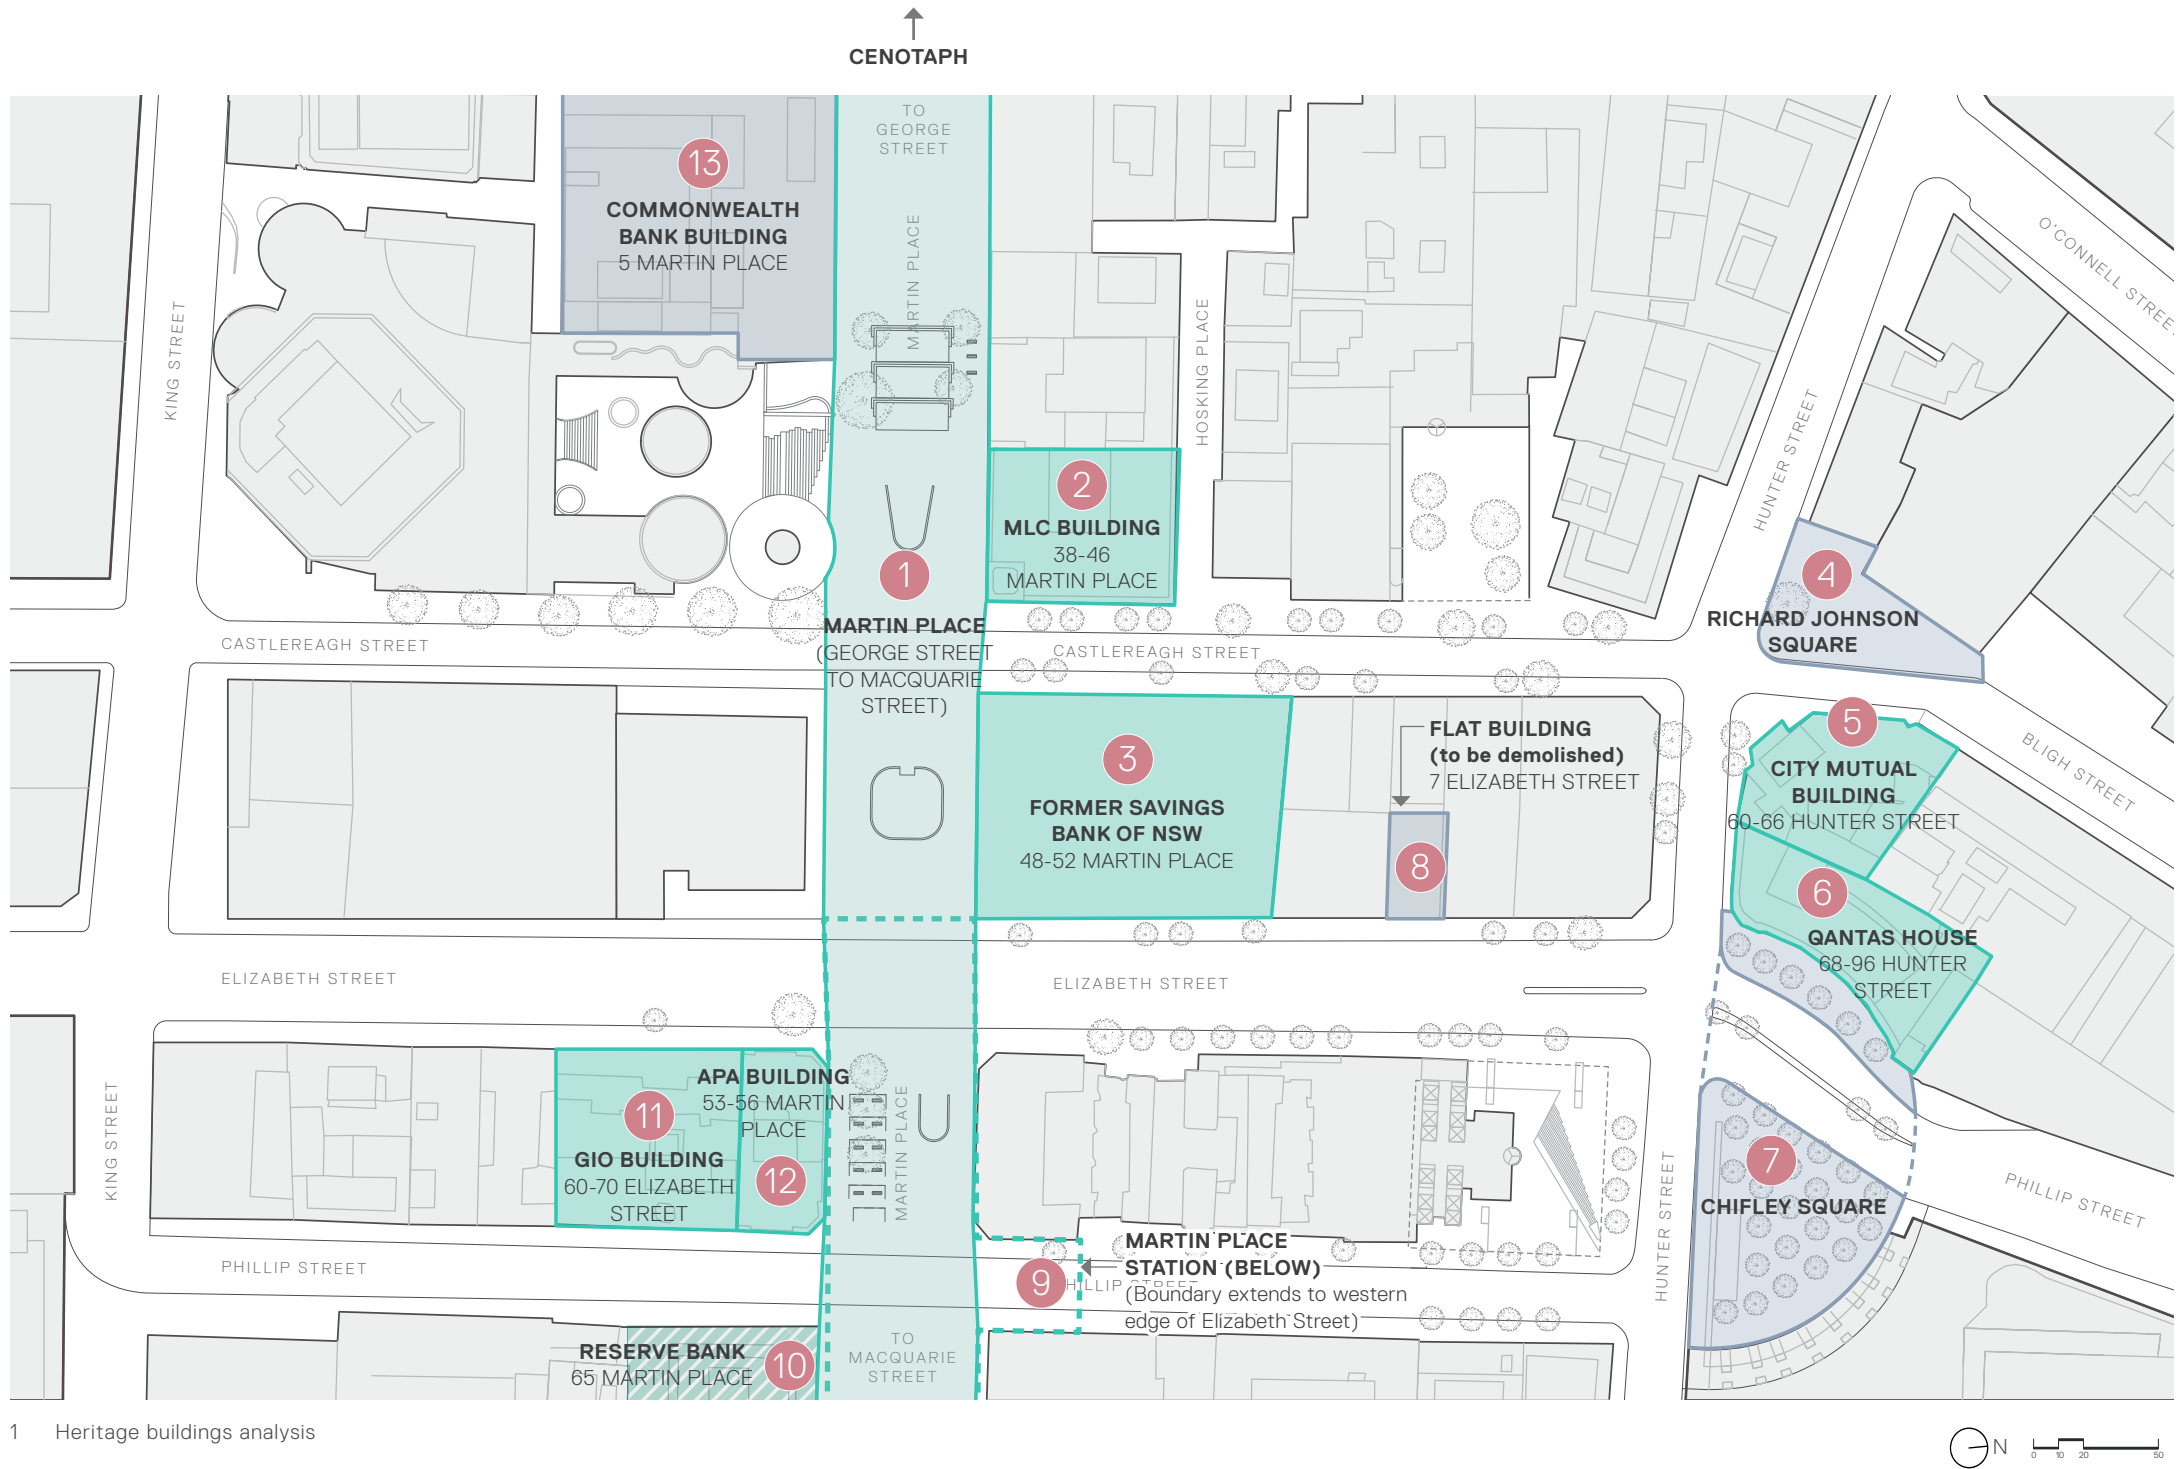 CENOTAPH
TO
GEORGE
STREET
13
COMMONWEALTH
BANK BUILDING
5 MARTIN PLACE
MARTIN PLACE
KING STREET
HOSKING PLACE
O'CONNELL STREET
HUNTER STREET
2
MLC BUILDING
38-46
MARTIN PLACE
1
MARTIN PLACE
(GEORGE STREET
TO MACQUARIE
STREET)
4
RICHARD JOHNSON
SQUARE
CASTLEREAGH STREET
CASTLEREAGH STREET
3
FORMER SAVINGS
BANK OF NSW
48-52 MARTIN PLACE
FLAT BUILDING
(to be demolished)
7 ELIZABETH STREET
8
5
CITY MUTUAL
BUILDING
60-66 HUNTER STREET
BLIGH STREET
6
QANTAS HOUSE
68-96 HUNTER
STREET
ELIZABETH STREET
ELIZABETH STREET
KING STREET
11
GIO BUILDING
60-70 ELIZABETH
STREET
APA BUILDING
53-56 MARTIN
PLACE
12
MARTIN PLACE
7
CHIFLEY SQUARE
HUNTER STREET
PHILLIP STREET
PHILLIP STREET
9
HILLIP STREET
MARTIN PLACE
STATION (BELOW)
(Boundary extends to western
edge of Elizabeth Street)
RESERVE BANK
65 MARTIN PLACE
10
TO
MACQUARIE
STREET
1 Heritage buildings analysis
N
0 10 20 50